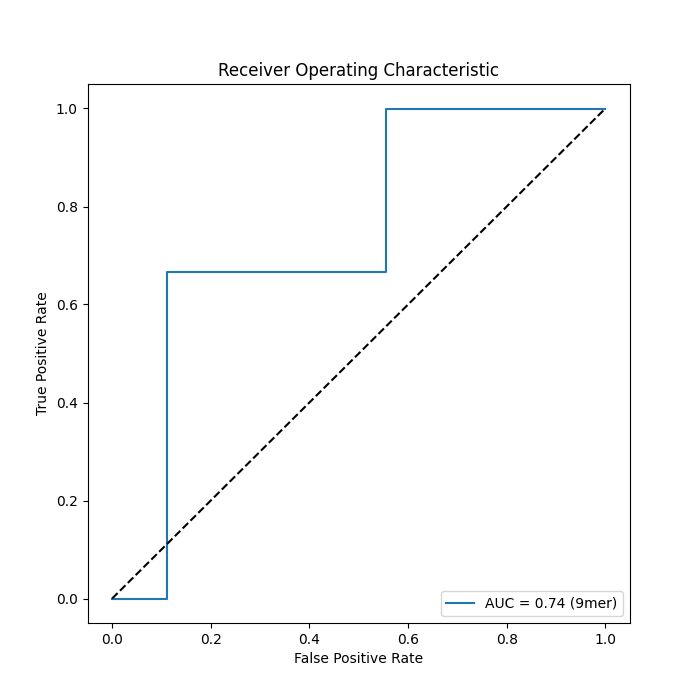 Receiver Operating Characteristic
True Positive Rate
1.0
0.8
0.6
0.4
0.2
0.0
AUC = 0.74 (9mer)
0.0 0.2 0.4 0.6 0.8 1.0
False Positive Rate